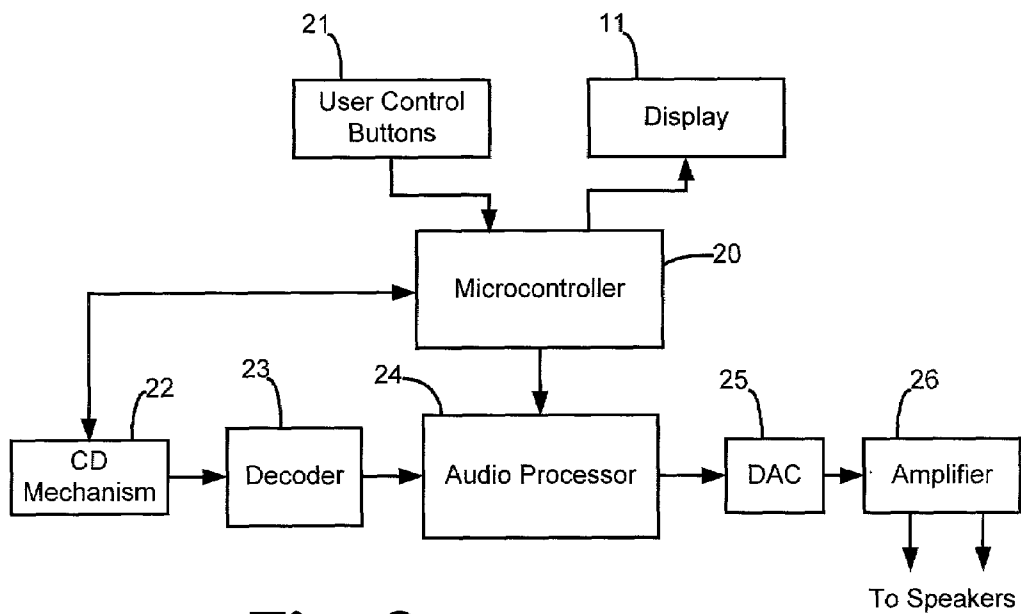 21
11
User Control
Buttons
Display
20
Microcontroller
22
23
24
25
26
CD
Mechanism
Decoder
Audio Processor
DAC
Amplifier
To Speakers